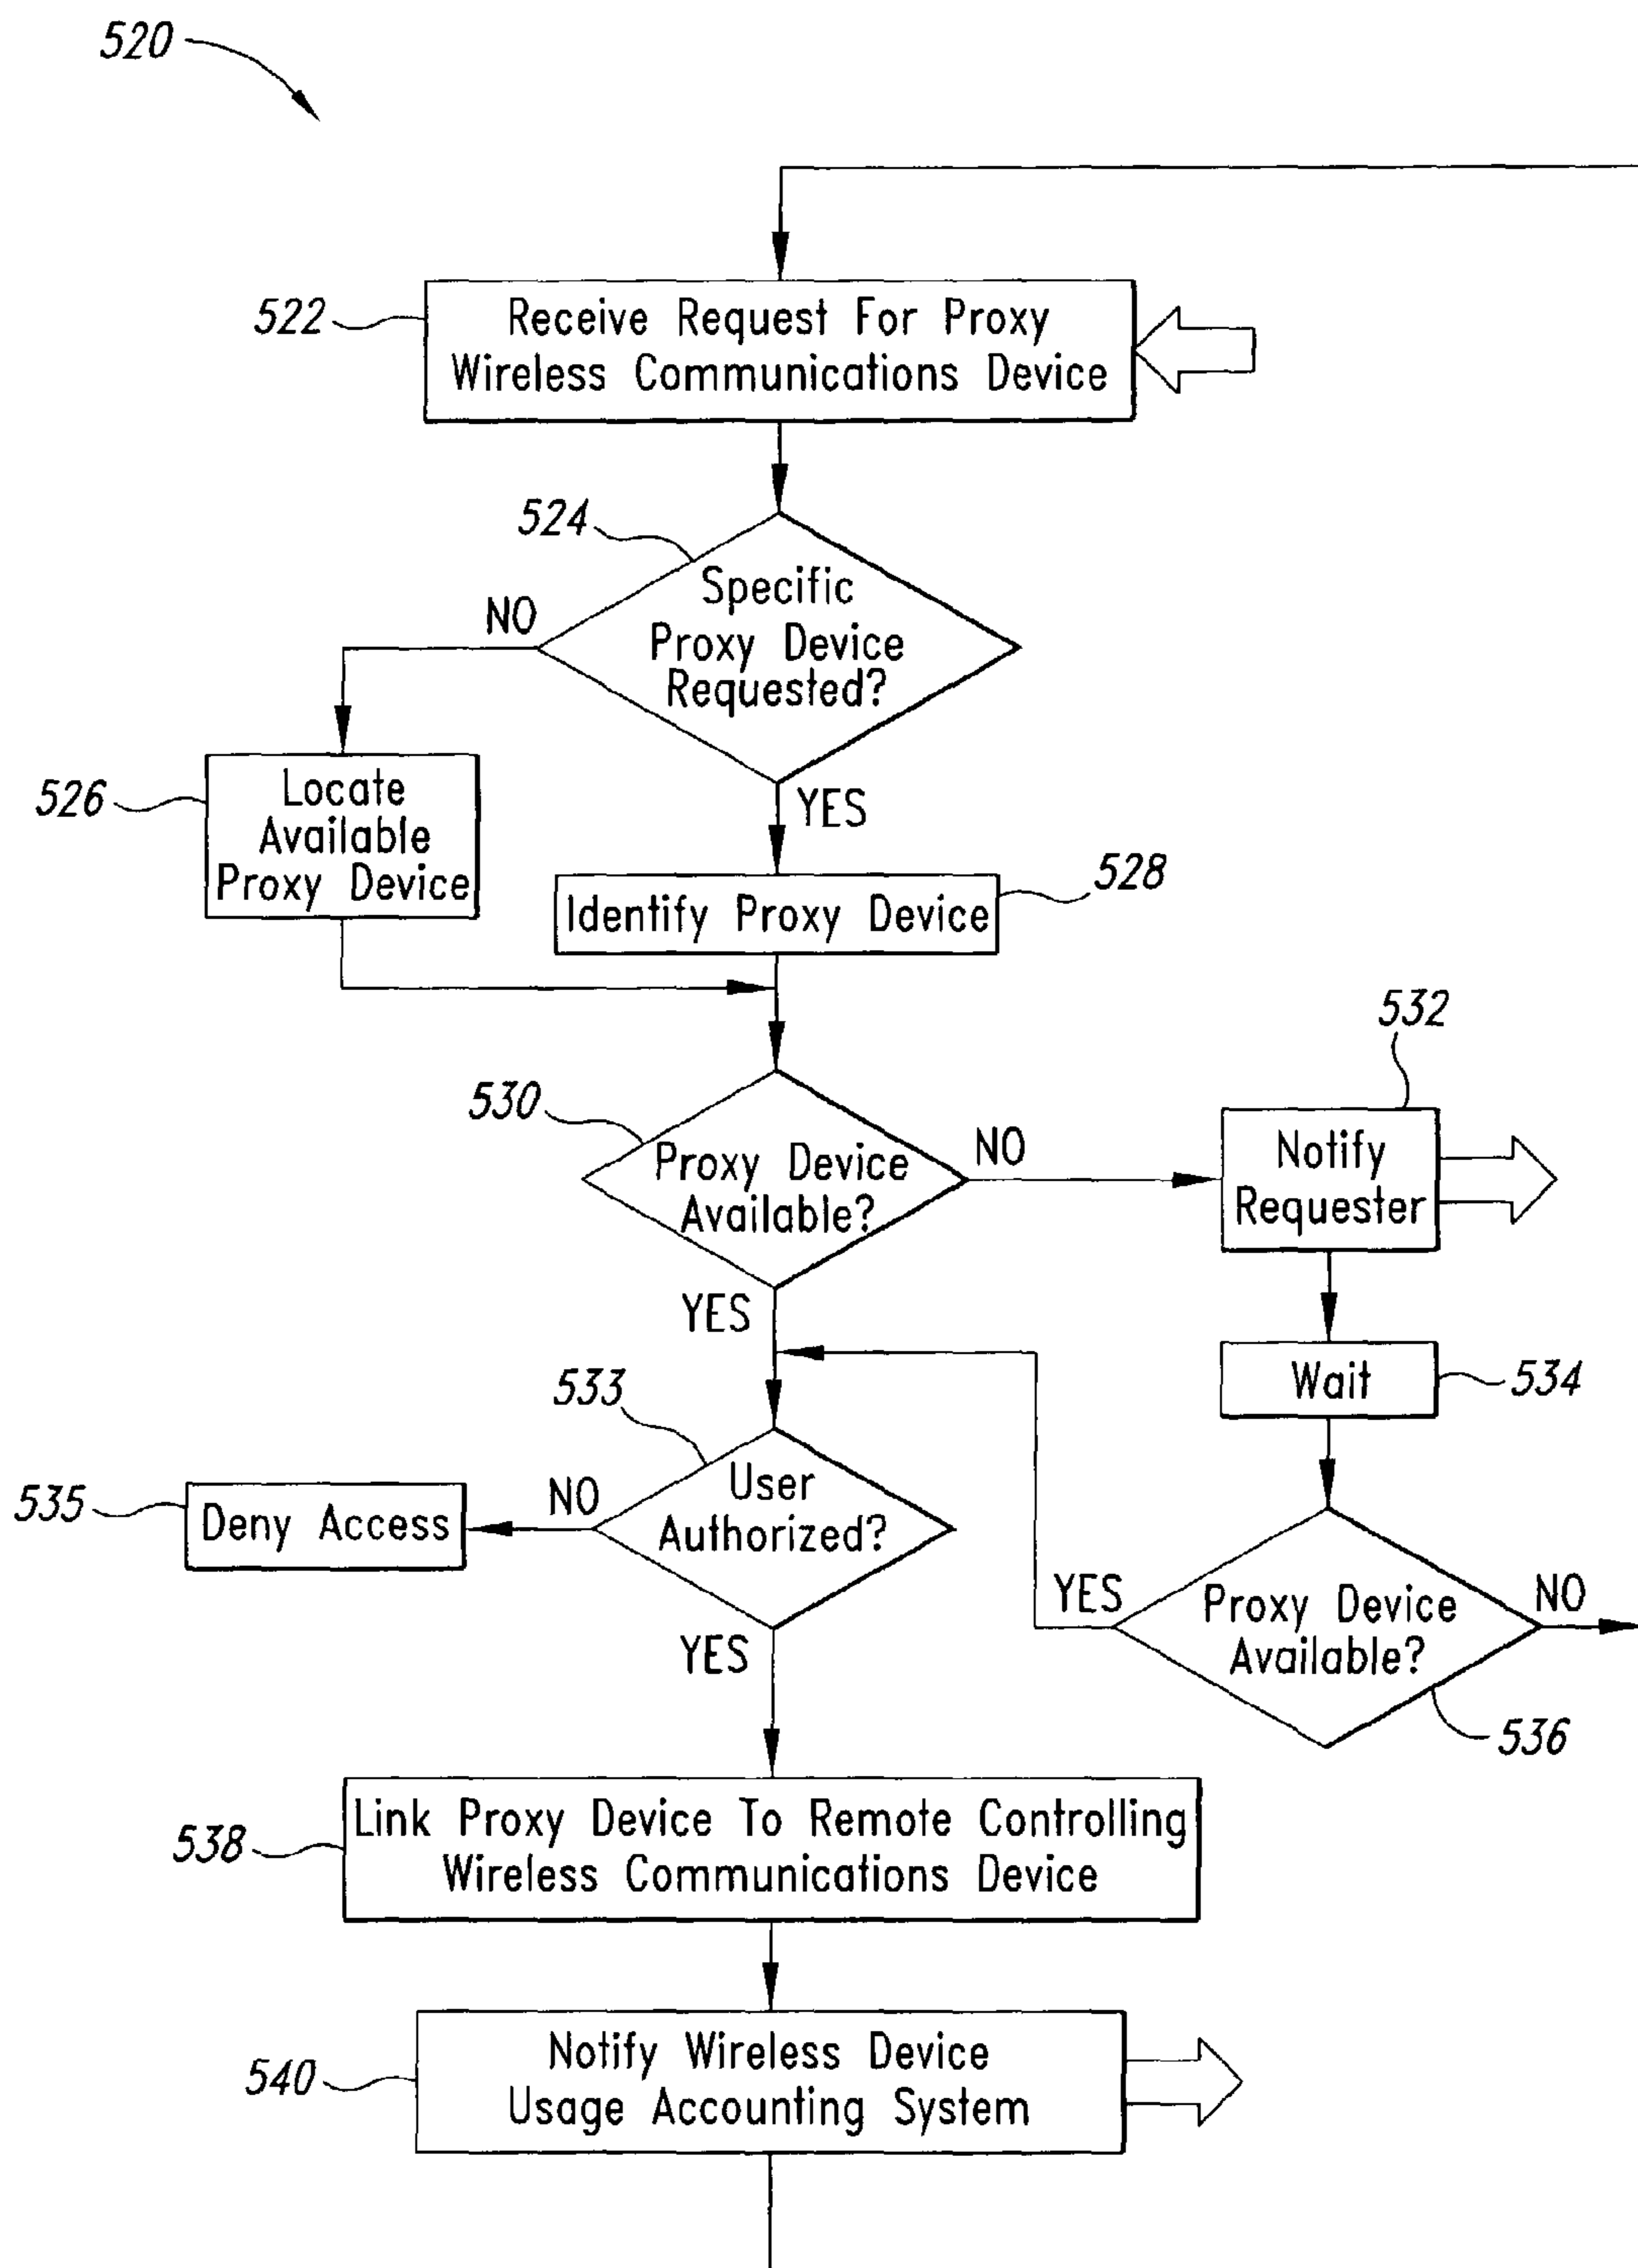 520
522
Receive Request For Proxy
Wireless Communications Device
524
Specific
Proxy Device
Requested?
NO
YES
526
Locate
Available
Proxy Device
528
Identify Proxy Device
530
Proxy Device
Available?
NO
YES
532
Notify
Requester
534
Wait
533
User
Authorized?
NO
YES
535
Deny Access
536
Proxy Device
Available?
YES
NO
538
Link Proxy Device To Remote Controlling
Wireless Communications Device
540
Notify Wireless Device
Usage Accounting System